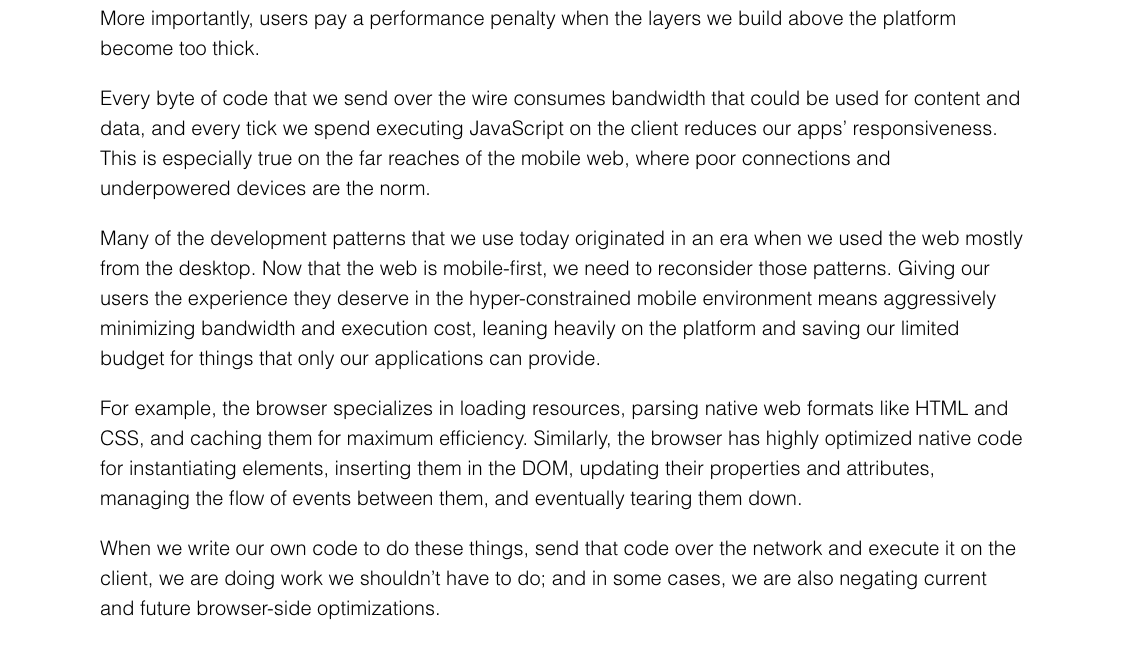 More importantly, users pay a performance penalty when the layers we build above the platform
become too thick.
Every byte of code that we send over the wire consumes bandwidth that could be used for content and
data, and every tick we spend executing JavaScript on the client reduces our apps’ responsiveness.
This is especially true on the far reaches of the mobile web, where poor connections and
underpowered devices are the norm.
Many of the development patterns that we use today originated in an era when we used the web mostly
from the desktop. Now that the web is mobile-first, we need to reconsider those patterns. Giving our
users the experience they deserve in the hyper-constrained mobile environment means aggressively
minimizing bandwidth and execution cost, leaning heavily on the platform and saving our limited
budget for things that only our applications can provide.
For example, the browser specializes in loading resources, parsing native web formats like HTML and
CSS, and caching them for maximum efficiency. Similarly, the browser has highly optimized native code
for instantiating elements, inserting them in the DOM, updating their properties and attributes,
managing the flow of events between them, and eventually tearing them down.
When we write our own code to do these things, send that code over the network and execute it on the
client, we are doing work we shouldn’t have to do; and in some cases, we are also negating current
and future browser-side optimizations.